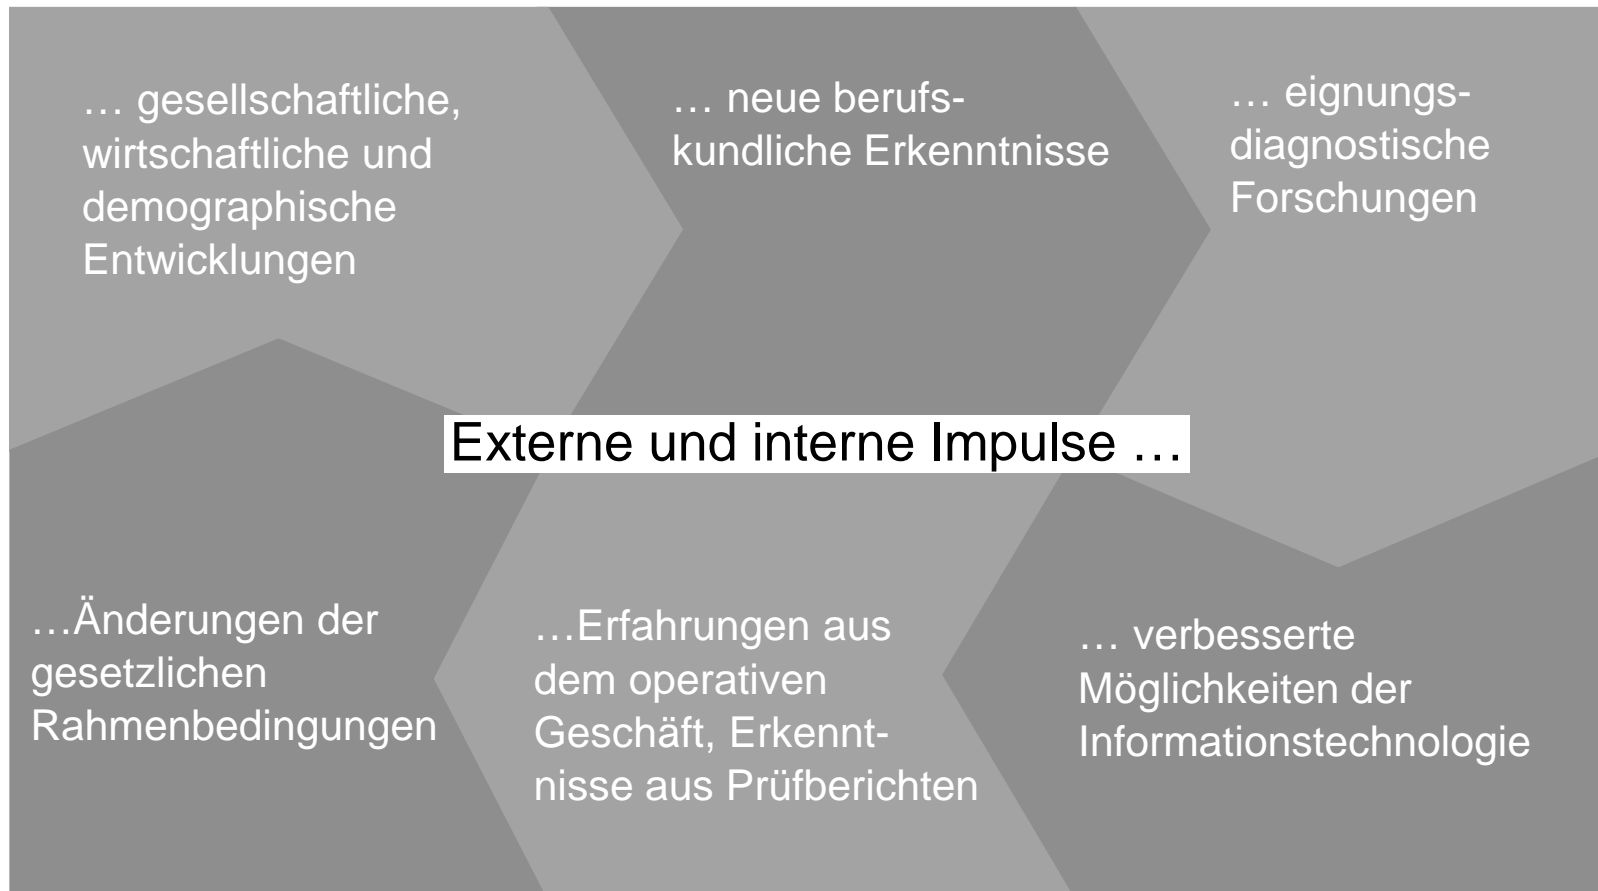 … gesellschaftliche,
wirtschaftliche und
demographische
Entwicklungen
… neue berufs-
kundliche Erkenntnisse
… eignungs-
diagnostische
Forschungen
Externe und interne Impulse …
…Änderungen der
gesetzlichen
Rahmenbedingungen
…Erfahrungen aus
dem operativen
Geschäft, Erkennt-
nisse aus Prüfberichten
… verbesserte
Möglichkeiten der
Informationstechnologie